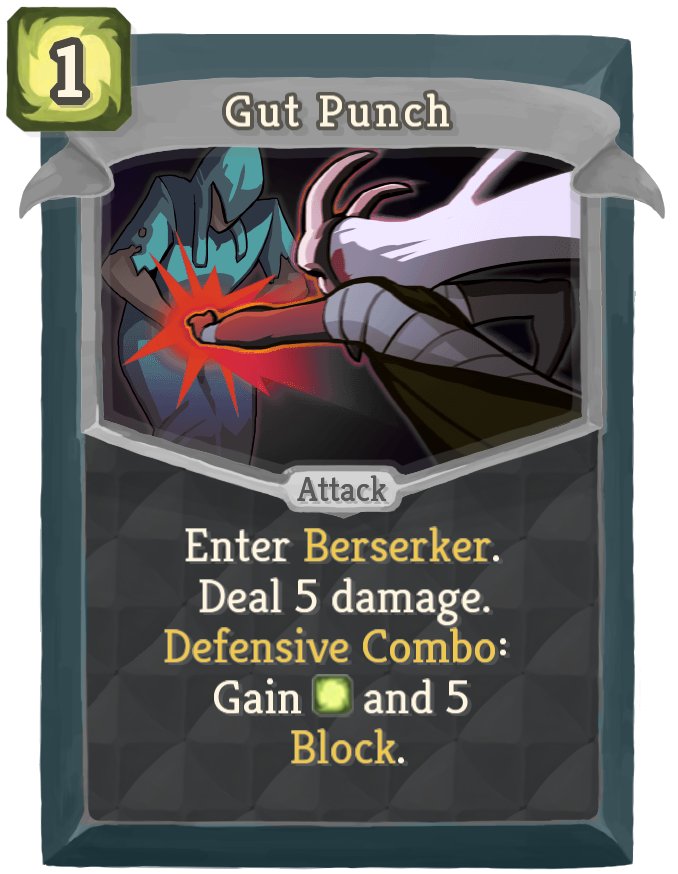 1
Gut Punch
Attack
Enter Berserker.
Deal 5 damage.
Defensive Combo:
Gain and 5
Block.